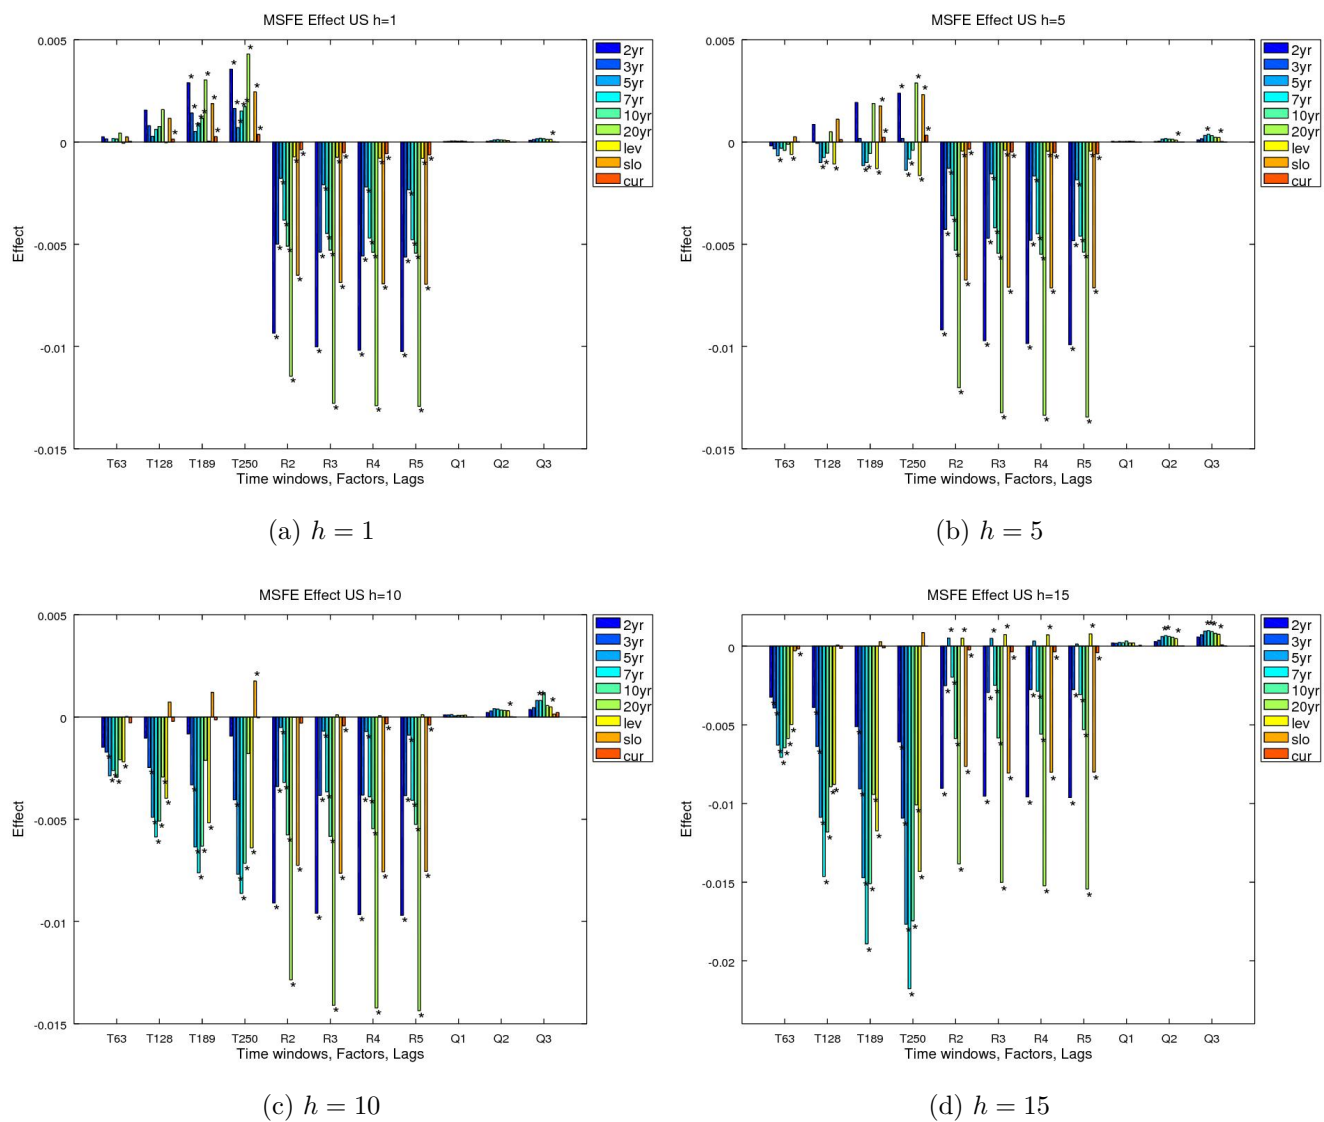 MSFE Effect US h=1
0.005
0
-0.005
-0.01
-0.015
Effect
T63 T128 T189 T250 R2 R3 R4 R5 Q1 Q2 Q3
Time windows, Factors, Lags
2yr
3yr
5yr
7yr
10yr
20yr
lev
slo
cur
(a) h = 1
MSFE Effect US h=5
0.005
0
-0.005
-0.01
-0.015
Effect
T63 T128 T189 T250 R2 R3 R4 R5 Q1 Q2 Q3
Time windows, Factors, Lags
2yr
3yr
5yr
7yr
10yr
20yr
lev
slo
cur
(b) h = 5
MSFE Effect US h=10
0.005
0
-0.005
-0.01
-0.015
Effect
T63 T128 T189 T250 R2 R3 R4 R5 Q1 Q2 Q3
Time windows, Factors, Lags
2yr
3yr
5yr
7yr
10yr
20yr
lev
slo
cur
(c) h = 10
MSFE Effect US h=15
0
-0.005
-0.01
-0.015
-0.02
Effect
T63 T128 T189 T250 R2 R3 R4 R5 Q1 Q2 Q3
Time windows, Factors, Lags
2yr
3yr
5yr
7yr
10yr
20yr
lev
slo
cur
(d) h = 15